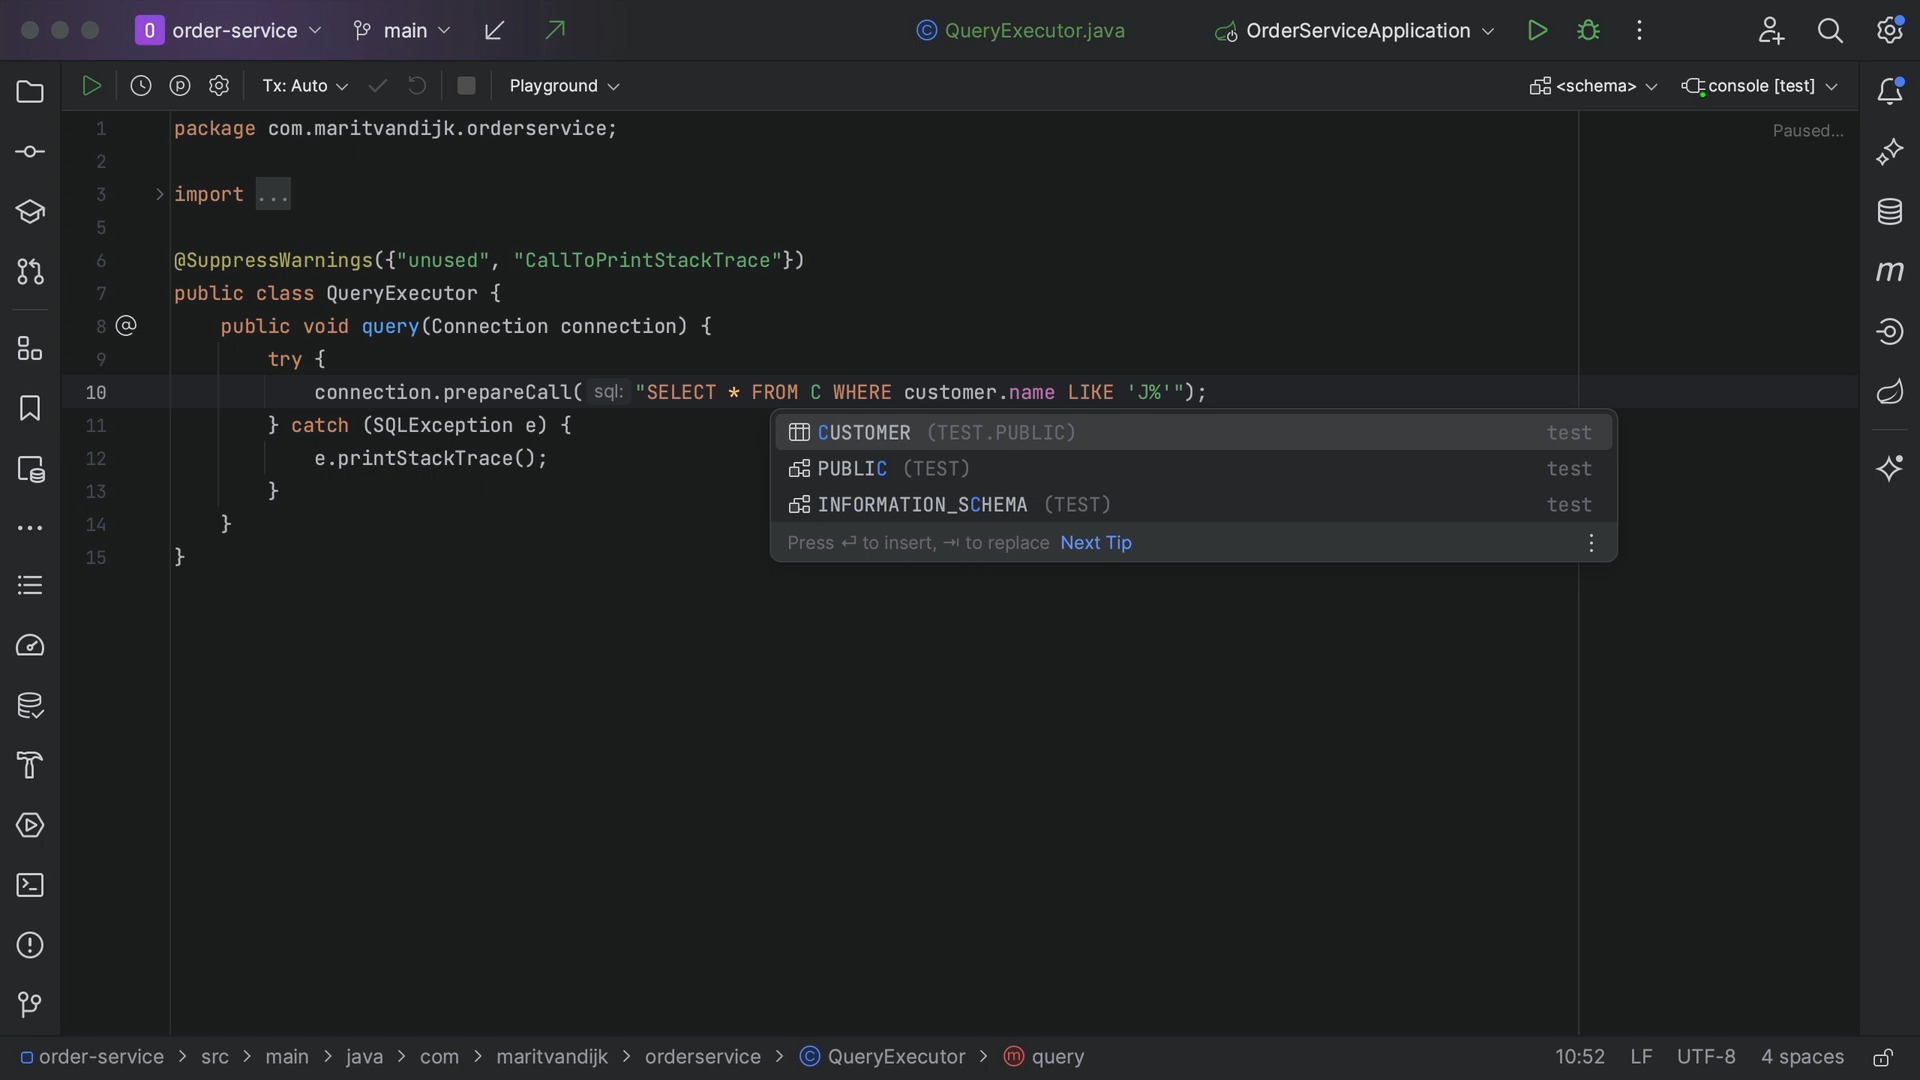 O order-service main QueryExecutor.java OrderServiceApplication
Tx: Auto Playground <schema> console [test]
1 package com.maritvandijk.orderservice; Paused...
2
3 import ...
5
6 @SuppressWarnings({"unused", "CallToPrintStackTrace"})
7 public class QueryExecutor {
8 @ public void query(Connection connection) {
9 try {
10 connection.prepareCall( sql: "SELECT * FROM C WHERE customer.name LIKE 'J%'");
11 } catch (SQLException e) {
12 e.printStackTrace();
13 }
14 }
15 }
CUSTOMER (TEST.PUBLIC) test
PUBLIC (TEST) test
INFORMATION_SCHEMA (TEST) test
Press ⏎ to insert, ⇥ to replace Next Tip
order-service > src > main > java > com > maritvandijk > orderservice > C QueryExecutor > m query 10:52 LF UTF-8 4 spaces